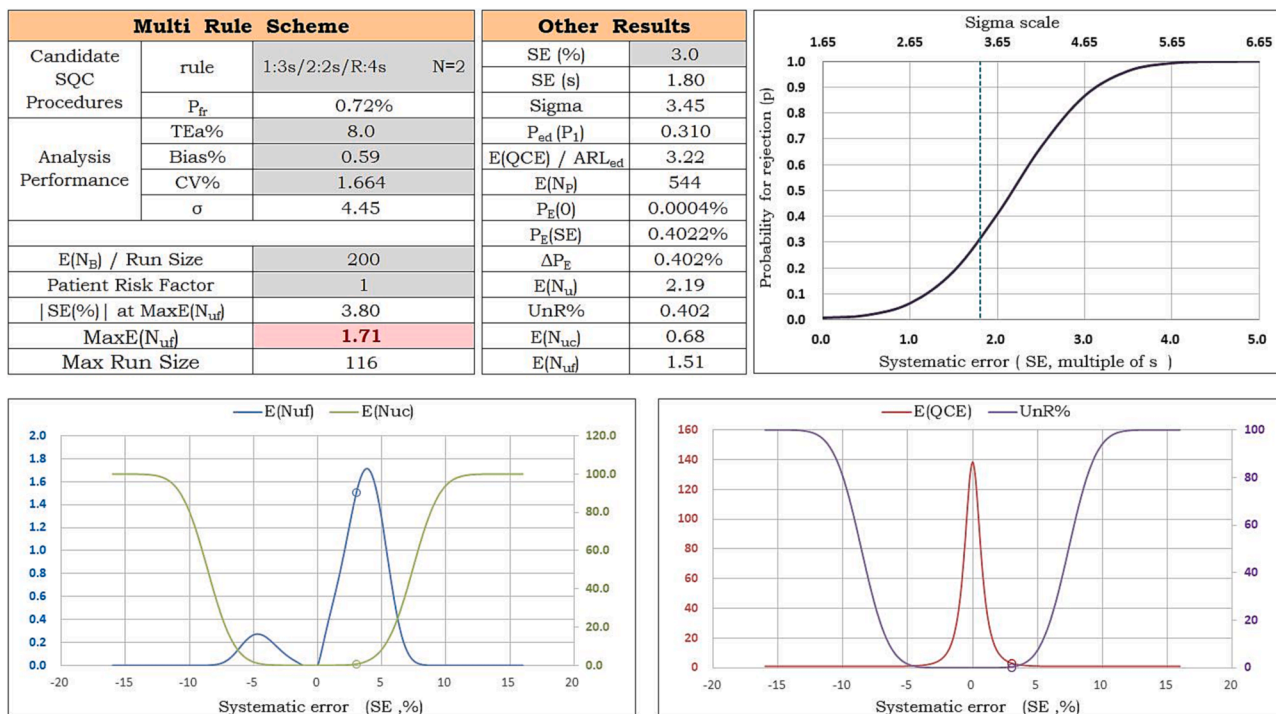 Multi Rule Scheme
Candidate SQC Procedures
rule
1:3s/2:2s/R:4s N=2
Pfr
0.72%
Analysis Performance
TEa%
8.0
Bias%
0.59
CV%
1.664
σ
4.45
E(NB) / Run Size
200
Patient Risk Factor
1
|SE(%)| at MaxE(Nuf)
3.80
MaxE(Nuf)
1.71
Max Run Size
116
Other Results
SE (%)
3.0
SE (s)
1.80
Sigma
3.45
Ped (P1)
0.310
E(QCE) / ARLed
3.22
E(NP)
544
PE(0)
0.0004%
PE(SE)
0.4022%
ΔPE
0.402%
E(Nu)
2.19
UnR%
0.402
E(Nuc)
0.68
E(Nuf)
1.51
Sigma scale
1.65 2.65 3.65 4.65 5.65 6.65
Probability for rejection (p)
1.0
0.9
0.8
0.7
0.6
0.5
0.4
0.3
0.2
0.1
0.0
0.0 1.0 2.0 3.0 4.0 5.0
Systematic error ( SE, multiple of s )
E(Nuf) E(Nuc)
2.0
1.8
1.6
1.4
1.2
1.0
0.8
0.6
0.4
0.2
0.0
120.0
100.0
80.0
60.0
40.0
20.0
0.0
-20 -15 -10 -5 0 5 10 15 20
Systematic error (SE ,%)
E(QCE) UnR%
160
140
120
100
80
60
40
20
0
100
80
60
40
20
0
-20 -15 -10 -5 0 5 10 15 20
Systematic error (SE ,%)